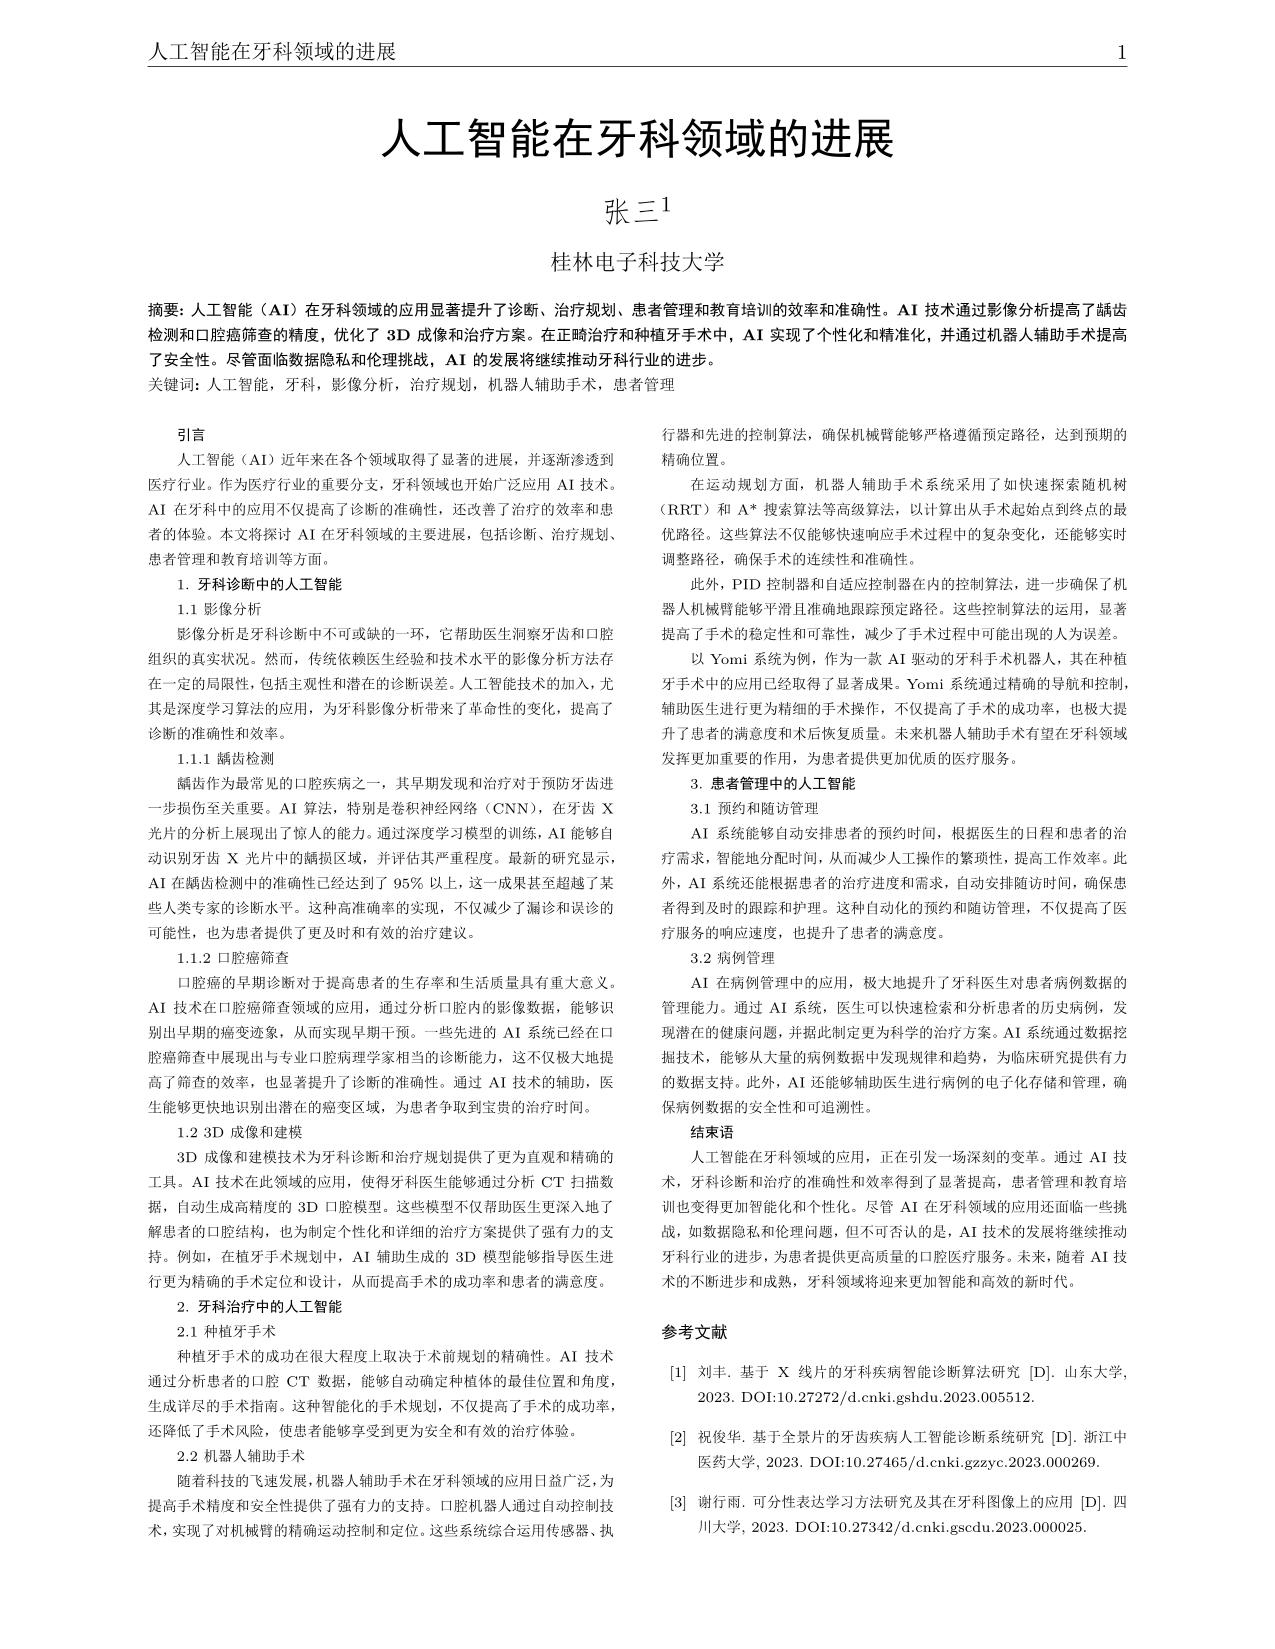 人工智能在牙科领域的进展 1
人工智能在牙科领域的进展
张三¹
桂林电子科技大学
摘要: 人工智能（AI）在牙科领域的应用显著提升了诊断、治疗规划、患者管理和教育培训的效率和准确性。AI 技术通过影像分析提高了龋齿
检测和口腔癌筛查的精度，优化了 3D 成像和治疗方案。在正畸治疗和种植牙手术中，AI 实现了个性化和精准化，并通过机器人辅助手术提高
了安全性。尽管面临数据隐私和伦理挑战，AI 的发展将继续推动牙科行业的进步。
关键词: 人工智能，牙科，影像分析，治疗规划，机器人辅助手术，患者管理
引言
人工智能（AI）近年来在各个领域取得了显著的进展，并逐渐渗透到
医疗行业。作为医疗行业的重要分支，牙科领域也开始广泛应用 AI 技术。
AI 在牙科中的应用不仅提高了诊断的准确性，还改善了治疗的效率和患
者的体验。本文将探讨 AI 在牙科领域的主要进展，包括诊断、治疗规划、
患者管理和教育培训等方面。
1. 牙科诊断中的人工智能
1.1 影像分析
影像分析是牙科诊断中不可或缺的一环，它帮助医生洞察牙齿和口腔
组织的真实状况。然而，传统依赖医生经验和技术水平的影像分析方法存
在一定的局限性，包括主观性和潜在的诊断误差。人工智能技术的加入，尤
其是深度学习算法的应用，为牙科影像分析带来了革命性的变化，提高了
诊断的准确性和效率。
1.1.1 龋齿检测
龋齿作为最常见的口腔疾病之一，其早期发现和治疗对于预防牙齿进
一步损伤至关重要。AI 算法，特别是卷积神经网络（CNN），在牙齿 X
光片的分析上展现出了惊人的能力。通过深度学习模型的训练，AI 能够自
动识别牙齿 X 光片中的龋损区域，并评估其严重程度。最新的研究显示，
AI 在龋齿检测中的准确性已经达到了 95% 以上，这一成果甚至超越了某
些人类专家的诊断水平。这种高准确率的实现，不仅减少了漏诊和误诊的
可能性，也为患者提供了更及时和有效的治疗建议。
1.1.2 口腔癌筛查
口腔癌的早期诊断对于提高患者的生存率和生活质量具有重大意义。
AI 技术在口腔癌筛查领域的应用，通过分析口腔内的影像数据，能够识
别出早期的癌变迹象，从而实现早期干预。一些先进的 AI 系统已经在口
腔癌筛查中展现出与专业口腔病理学家相当的诊断能力，这不仅极大地提
高了筛查的效率，也显著提升了诊断的准确性。通过 AI 技术的辅助，医
生能够更快地识别出潜在的癌变区域，为患者争取到宝贵的治疗时间。
1.2 3D 成像和建模
3D 成像和建模技术为牙科诊断和治疗规划提供了更为直观和精确的
工具。AI 技术在此领域的应用，使得牙科医生能够通过分析 CT 扫描数
据，自动生成高精度的 3D 口腔模型。这些模型不仅帮助医生更深入地了
解患者的口腔结构，也为制定个性化和详细的治疗方案提供了强有力的支
持。例如，在植牙手术规划中，AI 辅助生成的 3D 模型能够指导医生进
行更为精确的手术定位和设计，从而提高手术的成功率和患者的满意度。
2. 牙科治疗中的人工智能
2.1 种植牙手术
种植牙手术的成功在很大程度上取决于术前规划的精确性。AI 技术
通过分析患者的口腔 CT 数据，能够自动确定种植体的最佳位置和角度，
生成详尽的手术指南。这种智能化的手术规划，不仅提高了手术的成功率，
还降低了手术风险，使患者能够享受到更为安全和有效的治疗体验。
2.2 机器人辅助手术
随着科技的飞速发展，机器人辅助手术在牙科领域的应用日益广泛，为
提高手术精度和安全性提供了强有力的支持。口腔机器人通过自动控制技
术，实现了对机械臂的精确运动控制和定位。这些系统综合运用传感器、执
行器和先进的控制算法，确保机械臂能够严格遵循预定路径，达到预期的
精确位置。
在运动规划方面，机器人辅助手术系统采用了如快速探索随机树
（RRT）和 A* 搜索算法等高级算法，以计算出从手术起始点到终点的最
优路径。这些算法不仅能够快速响应手术过程中的复杂变化，还能够实时
调整路径，确保手术的连续性和准确性。
此外，PID 控制器和自适应控制器在内的控制算法，进一步确保了机
器人机械臂能够平滑且准确地跟踪预定路径。这些控制算法的运用，显著
提高了手术的稳定性和可靠性，减少了手术过程中可能出现的人为误差。
以 Yomi 系统为例，作为一款 AI 驱动的牙科手术机器人，其在种植
牙手术中的应用已经取得了显著成果。Yomi 系统通过精确的导航和控制，
辅助医生进行更为精细的手术操作，不仅提高了手术的成功率，也极大提
升了患者的满意度和术后恢复质量。未来机器人辅助手术有望在牙科领域
发挥更加重要的作用，为患者提供更加优质的医疗服务。
3. 患者管理中的人工智能
3.1 预约和随访管理
AI 系统能够自动安排患者的预约时间，根据医生的日程和患者的治
疗需求，智能地分配时间，从而减少人工操作的繁琐性，提高工作效率。此
外，AI 系统还能根据患者的治疗进度和需求，自动安排随访时间，确保患
者得到及时的跟踪和护理。这种自动化的预约和随访管理，不仅提高了医
疗服务的响应速度，也提升了患者的满意度。
3.2 病例管理
AI 在病例管理中的应用，极大地提升了牙科医生对患者病例数据的
管理能力。通过 AI 系统，医生可以快速检索和分析患者的历史病例，发
现潜在的健康问题，并据此制定更为科学的治疗方案。AI 系统通过数据挖
掘技术，能够从大量的病例数据中发现规律和趋势，为临床研究提供有力
的数据支持。此外，AI 还能够辅助医生进行病例的电子化存储和管理，确
保病例数据的安全性和可追溯性。
结束语
人工智能在牙科领域的应用，正在引发一场深刻的变革。通过 AI 技
术，牙科诊断和治疗的准确性和效率得到了显著提高，患者管理和教育培
训也变得更加智能化和个性化。尽管 AI 在牙科领域的应用还面临一些挑
战，如数据隐私和伦理问题，但不可否认的是，AI 技术的发展将继续推动
牙科行业的进步，为患者提供更高质量的口腔医疗服务。未来，随着 AI 技
术的不断进步和成熟，牙科领域将迎来更加智能和高效的新时代。
参考文献
[1] 刘丰. 基于 X 线片的牙科疾病智能诊断算法研究 [D]. 山东大学,
2023. DOI:10.27272/d.cnki.gshdu.2023.005512.
[2] 祝俊华. 基于全景片的牙齿疾病人工智能诊断系统研究 [D]. 浙江中
医药大学, 2023. DOI:10.27465/d.cnki.gzzyc.2023.000269.
[3] 谢行雨. 可分性表达学习方法研究及其在牙科图像上的应用 [D]. 四
川大学, 2023. DOI:10.27342/d.cnki.gscdu.2023.000025.